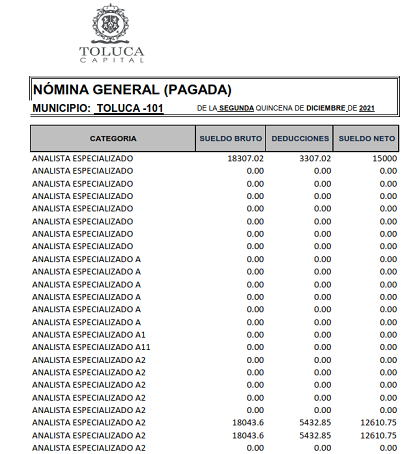 TOLUCA
CAPITAL
NÓMINA GENERAL (PAGADA)
MUNICIPIO: TOLUCA -101 DE LA SEGUNDA QUINCENA DE DICIEMBRE DE 2021
CATEGORIA SUELDO BRUTO DEDUCCIONES SUELDO NETO
ANALISTA ESPECIALIZADO 18307.02 3307.02 15000
ANALISTA ESPECIALIZADO 0.00 0.00 0.00
ANALISTA ESPECIALIZADO 0.00 0.00 0.00
ANALISTA ESPECIALIZADO 0.00 0.00 0.00
ANALISTA ESPECIALIZADO 0.00 0.00 0.00
ANALISTA ESPECIALIZADO 0.00 0.00 0.00
ANALISTA ESPECIALIZADO 0.00 0.00 0.00
ANALISTA ESPECIALIZADO 0.00 0.00 0.00
ANALISTA ESPECIALIZADO A 0.00 0.00 0.00
ANALISTA ESPECIALIZADO A 0.00 0.00 0.00
ANALISTA ESPECIALIZADO A 0.00 0.00 0.00
ANALISTA ESPECIALIZADO A 0.00 0.00 0.00
ANALISTA ESPECIALIZADO A 0.00 0.00 0.00
ANALISTA ESPECIALIZADO A 0.00 0.00 0.00
ANALISTA ESPECIALIZADO A1 0.00 0.00 0.00
ANALISTA ESPECIALIZADO A11 0.00 0.00 0.00
ANALISTA ESPECIALIZADO A2 0.00 0.00 0.00
ANALISTA ESPECIALIZADO A2 0.00 0.00 0.00
ANALISTA ESPECIALIZADO A2 0.00 0.00 0.00
ANALISTA ESPECIALIZADO A2 0.00 0.00 0.00
ANALISTA ESPECIALIZADO A2 0.00 0.00 0.00
ANALISTA ESPECIALIZADO A2 18043.6 5432.85 12610.75
ANALISTA ESPECIALIZADO A2 18043.6 5432.85 12610.75
ANALISTA ESPECIALIZADO A2 0.00 0.00 0.00